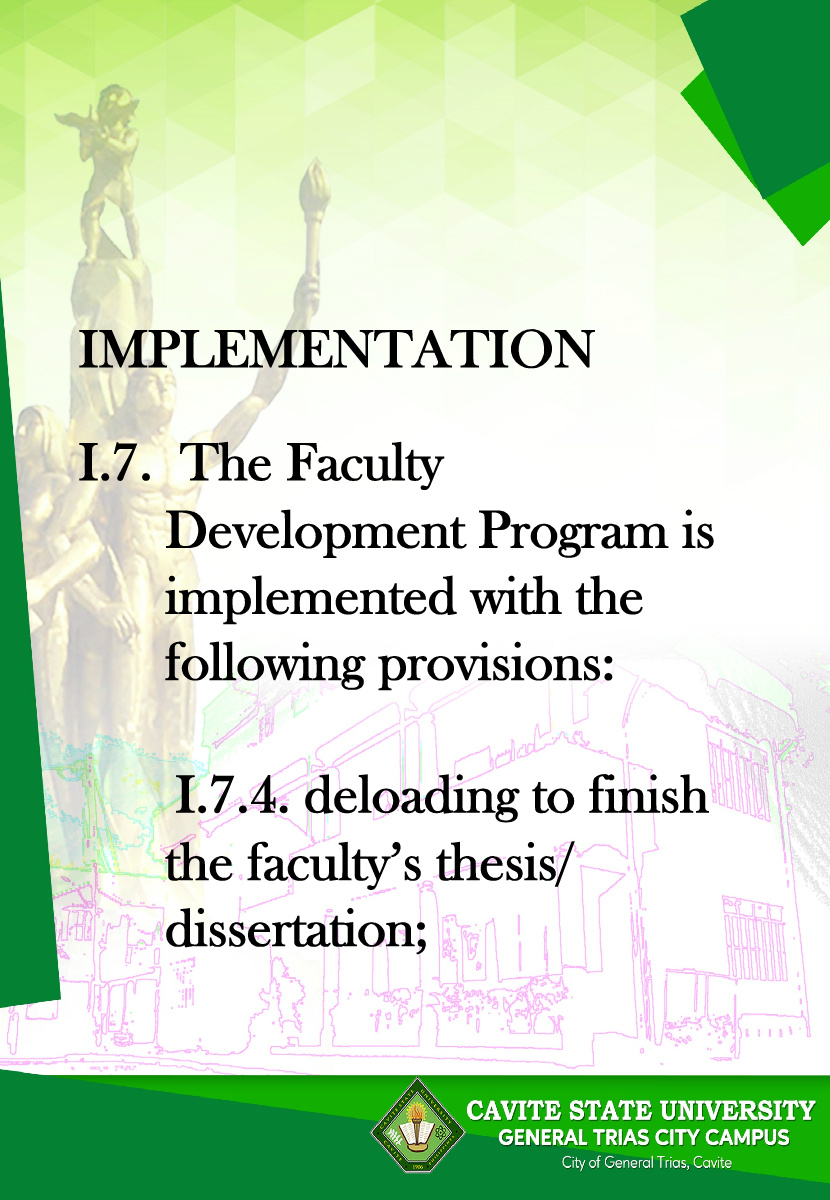 IMPLEMENTATION
I.7. The Faculty
Development Program is
implemented with the
following provisions:
I.7.4. deloading to finish
the faculty’s thesis/
dissertation;
CAVITE STATE UNIVERSITY
GENERAL TRIAS CITY CAMPUS
City of General Trias, Cavite
1906